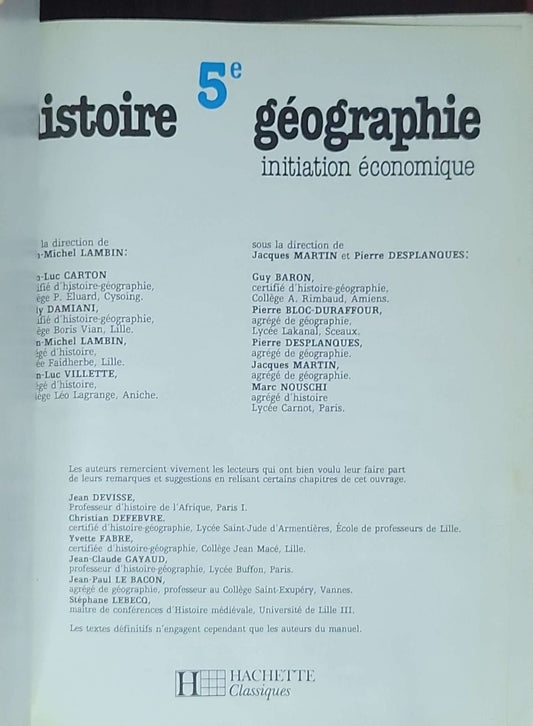 5e
istoire géographie
initiation économique
la direction de
-Michel LAMBIN:
-Luc CARTON
ifié d'histoire-géographie,
ège P. Éluard, Cysoing.
y DAMIANI,
ifié d'histoire-géographie,
ège Boris Vian, Lille.
n-Michel LAMBIN,
égé d'histoire,
ée Faidherbe, Lille.
n-Luc VILLETTE,
égé d'histoire,
lège Léo Lagrange, Aniche.
sous la direction de
Jacques MARTIN et Pierre DESPLANQUES:
Guy BARON,
certifié d'histoire-géographie,
Collège A. Rimbaud, Amiens.
Pierre BLOC-DURAFFOUR,
agrégé de géographie,
Lycée Lakanal, Sceaux.
Pierre DESPLANQUES,
agrégé de géographie.
Jacques MARTIN,
agrégé de géographie.
Marc NOUSCHI
agrégé d'histoire
Lycée Carnot, Paris.
Les auteurs remercient vivement les lecteurs qui ont bien voulu leur faire part
de leurs remarques et suggestions en relisant certains chapitres de cet ouvrage.
Jean DEVISSE,
Professeur d'histoire de l'Afrique, Paris I.
Christian DEFEBVRE,
certifié d'histoire-géographie, Lycée Saint-Jude d'Armentières, École de professeurs de Lille.
Yvette FABRE,
certifiée d'histoire-géographie, Collège Jean Macé, Lille.
Jean-Claude GAYAUD,
professeur d'histoire-géographie, Lycée Buffon, Paris.
Jean-Paul LE BACON,
agrégé de géographie, professeur au Collège Saint-Exupéry, Vannes.
Stéphane LEBECQ,
maître de conférences d'Histoire médiévale, Université de Lille III.
Les textes définitifs n'engagent cependant que les auteurs du manuel.
H HACHETTE
Classiques